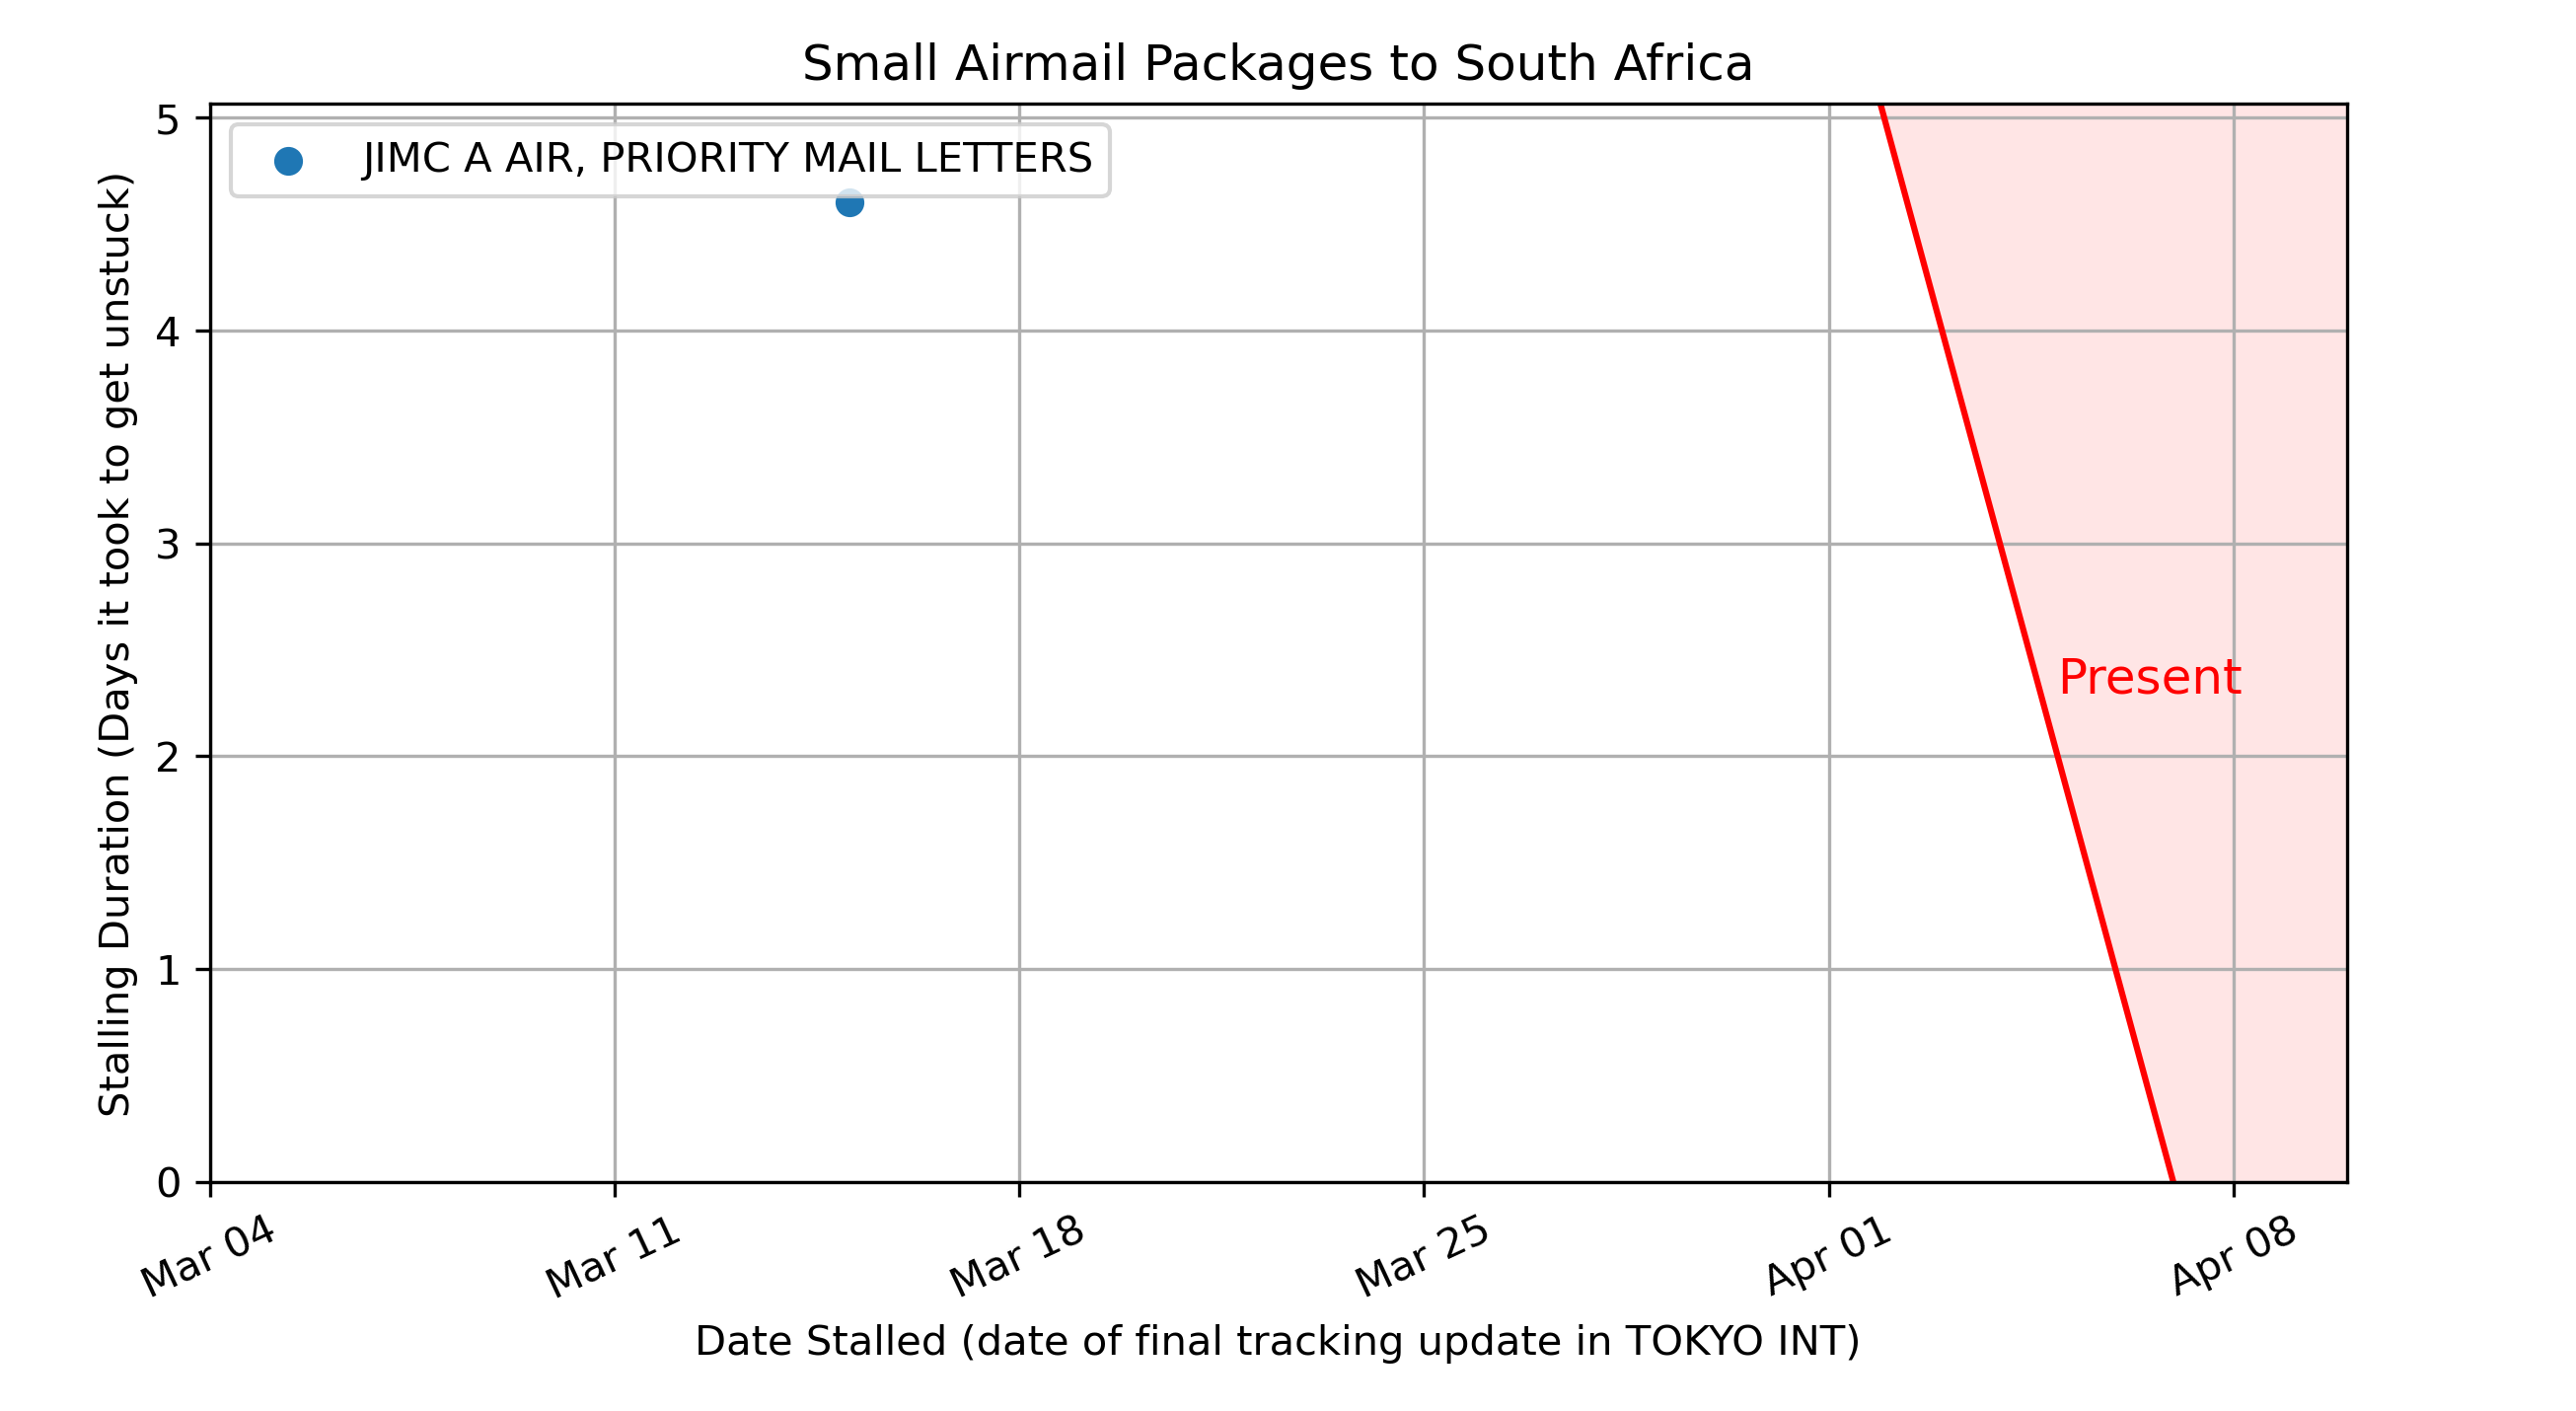 Small Airmail Packages to South Africa
JIMC A AIR, PRIORITY MAIL LETTERS
Stalling Duration (Days it took to get unstuck)
5
4
3
2
1
0
Present
Mar 04
Mar 11
Mar 18
Mar 25
Apr 01
Apr 08
Date Stalled (date of final tracking update in TOKYO INT)